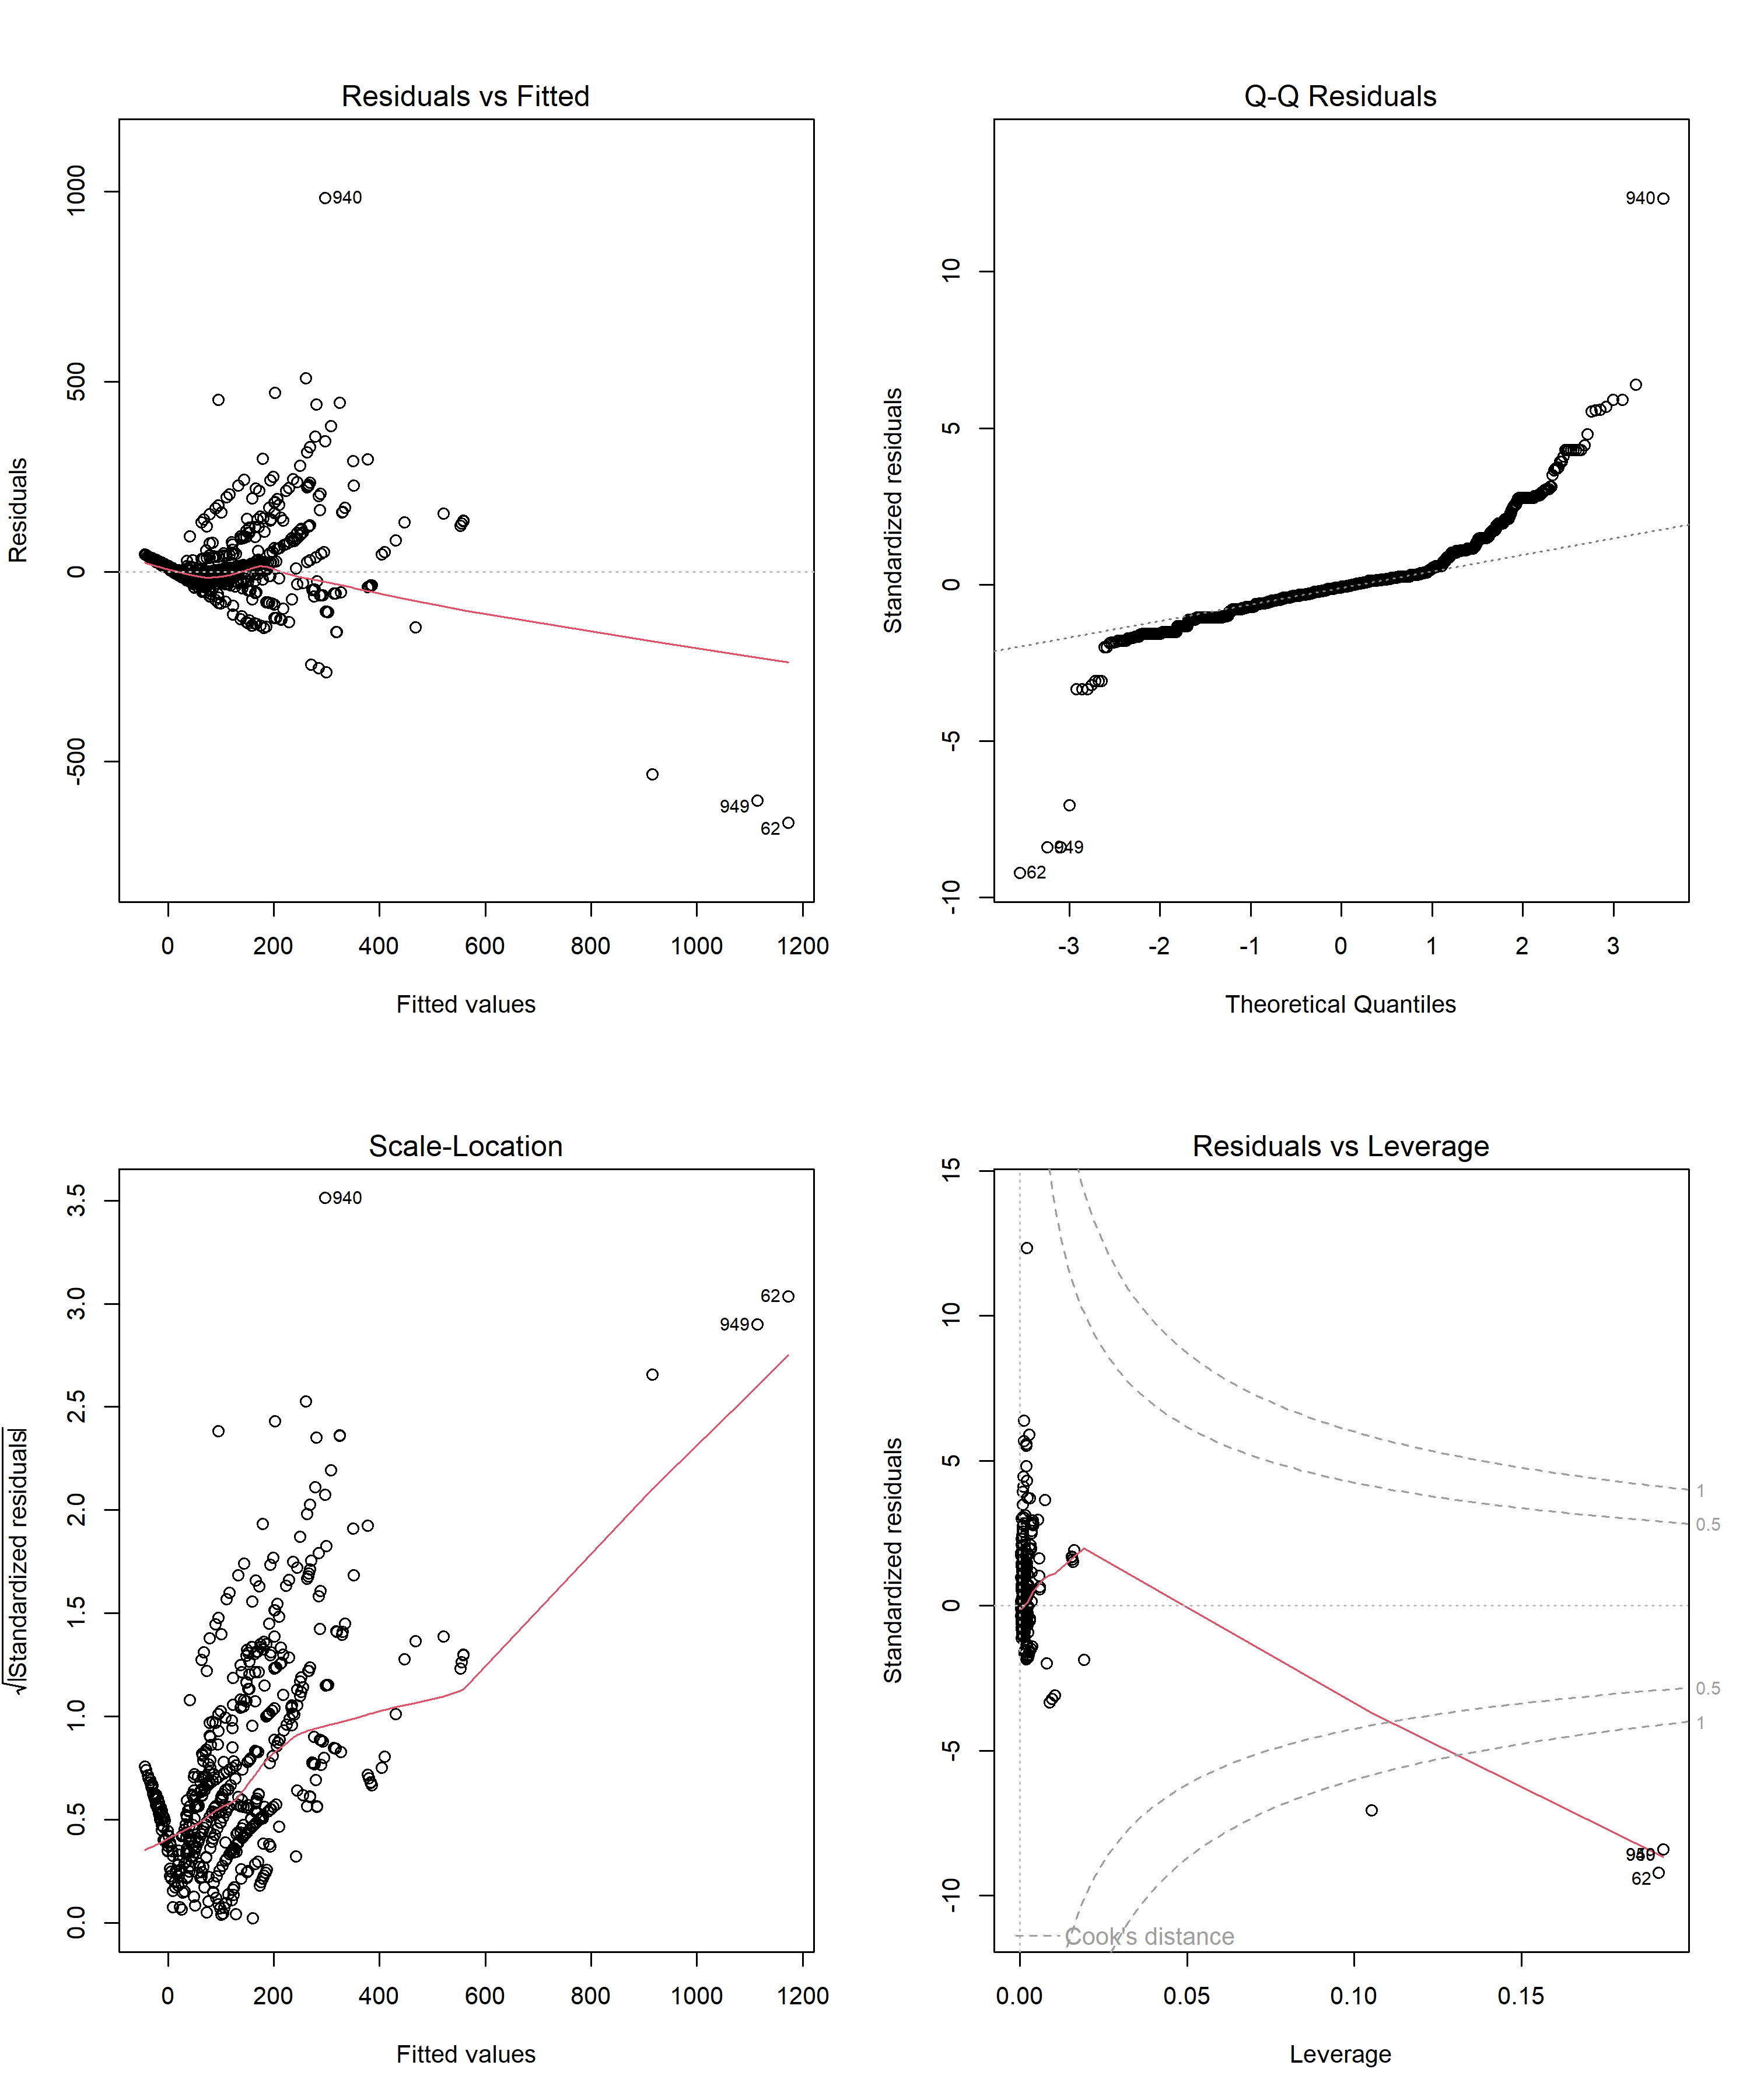 Residuals vs Fitted
Residuals
1000
500
0
-500
940
949
62
0 200 400 600 800 1000 1200
Fitted values
Q-Q Residuals
Standardized residuals
10
5
0
-5
-10
940
949
62
-3 -2 -1 0 1 2 3
Theoretical Quantiles
Scale-Location
√|Standardized residuals|
3.5
3.0
2.5
2.0
1.5
1.0
0.5
0.0
940
62
949
0 200 400 600 800 1000 1200
Fitted values
Residuals vs Leverage
Standardized residuals
15
10
5
0
-5
-10
1
0.5
0.5
1
62
Cook's distance
0.00 0.05 0.10 0.15
Leverage